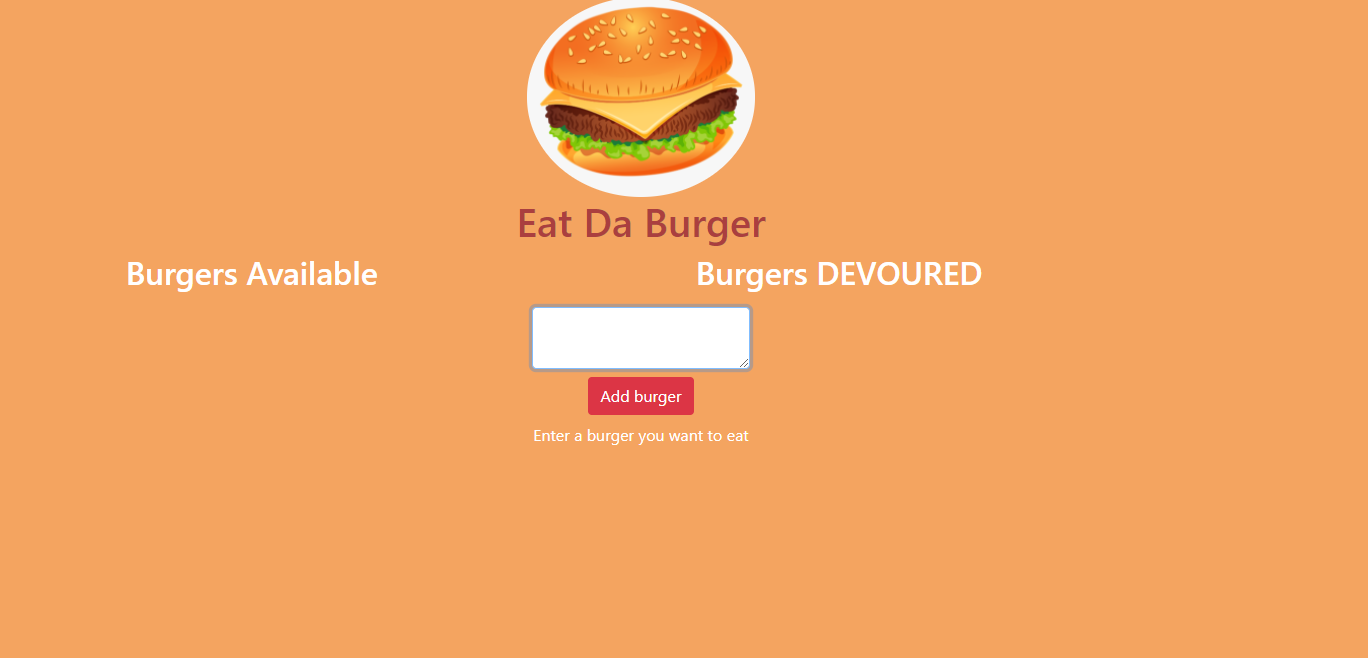 Eat Da Burger
Burgers Available
Burgers DEVOURED
Add burger
Enter a burger you want to eat